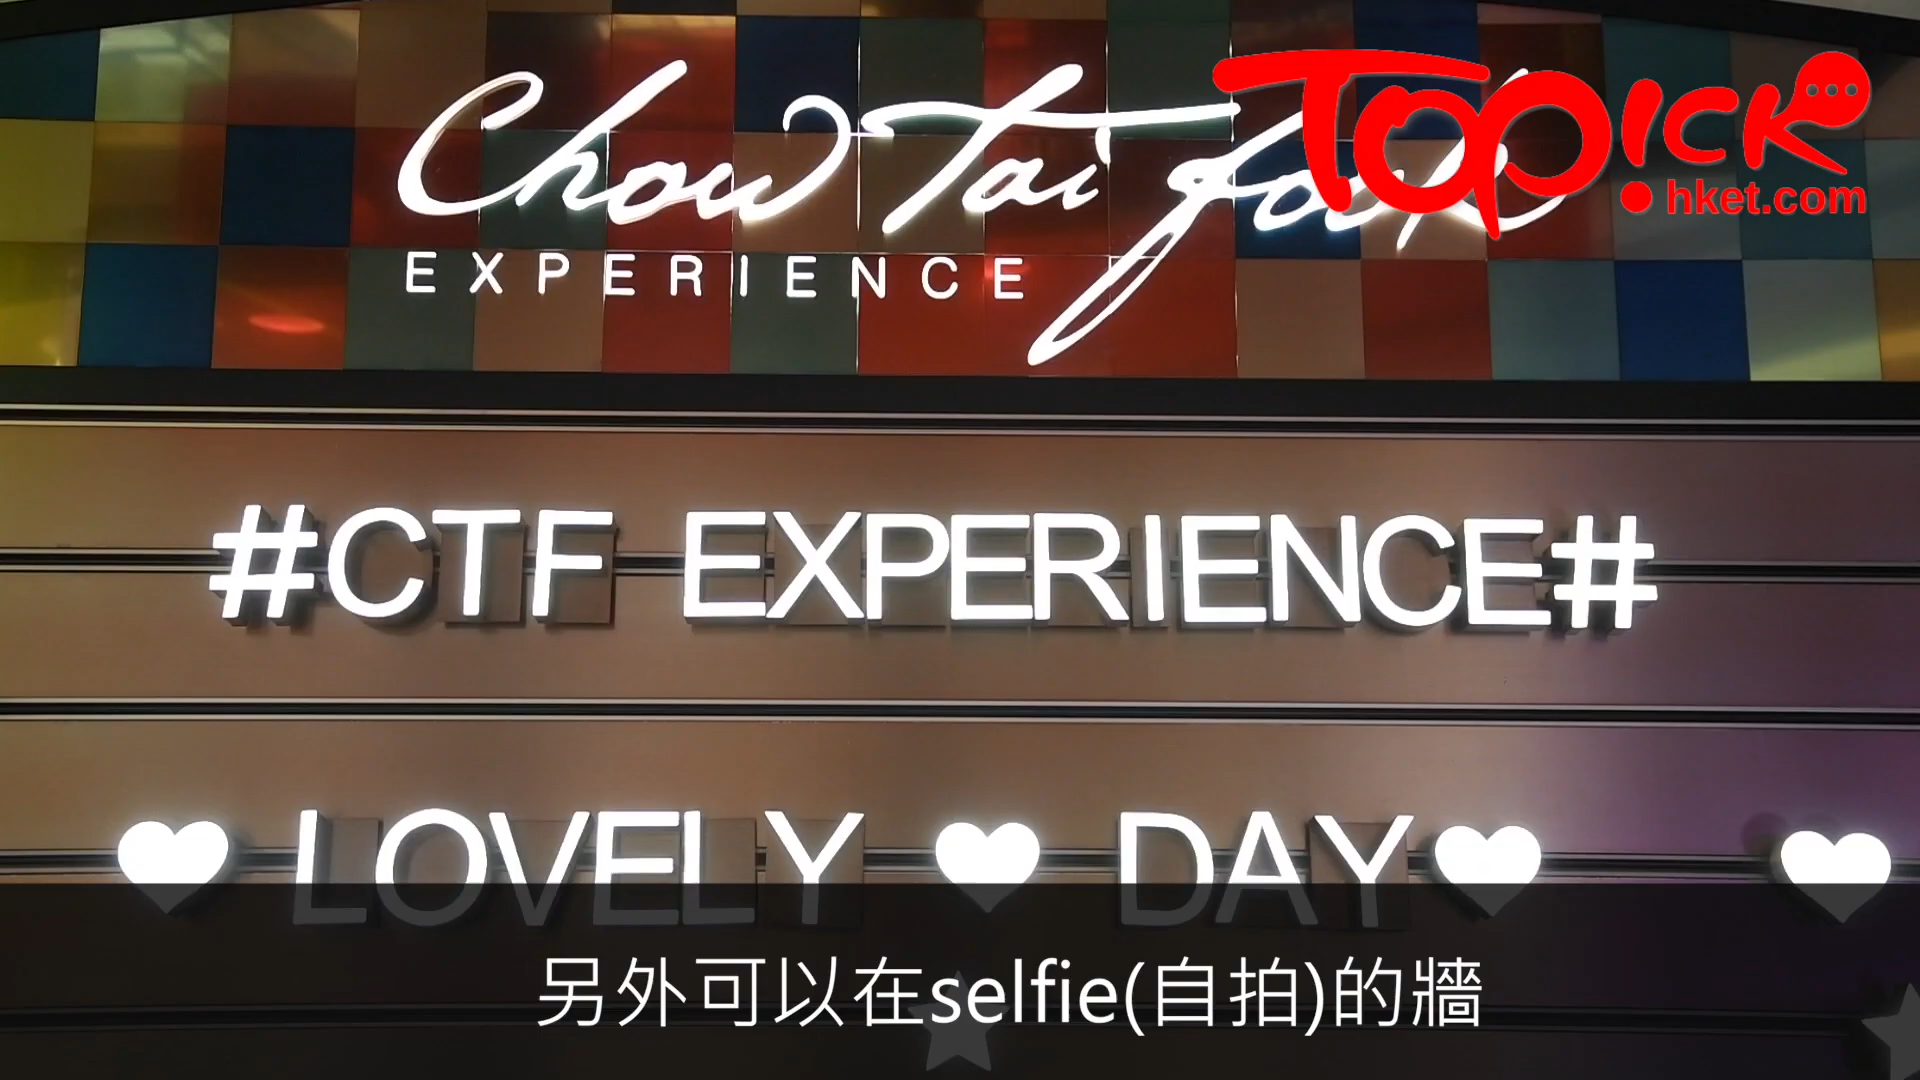 Chow Tai Fook
EXPERIENCE
TOPick
hket.com
#CTF EXPERIENCE#
♥ LOVELY ♥ DAY♥ ♥
另外可以在selfie(自拍)的牆